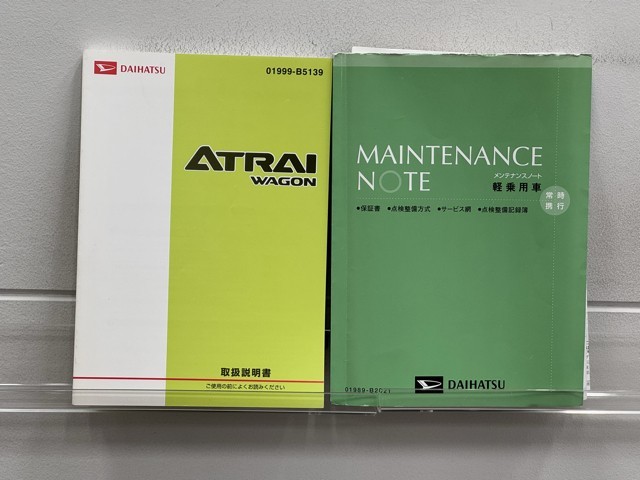 DAIHATSU
01999-B5139
ATRAI
WAGON
取扱説明書
ご使用の前によくお読みください
MAINTENANCE
NOTE
メンテナンスノート
軽乗用車
常時
携行
●保証書 ●点検整備方式 ●サービス網 ●点検整備記録簿
01989-B2021
DAIHATSU